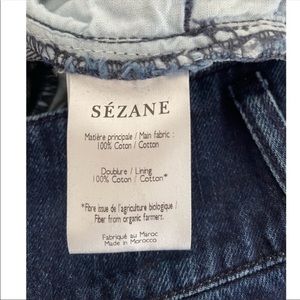 SÉZANE
Matière principale / Main fabric :
100% Coton / Cotton
Doublure / Lining
100% Coton / Cotton*
*Fibre issue de l'agriculture biologique /
Fiber from organic farmers.
Fabriqué au Maroc
Made in Morocco